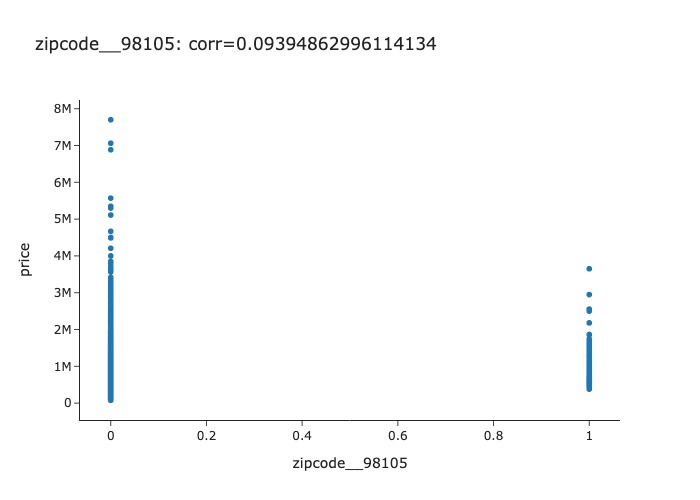 zipcode__98105: corr=0.09394862996114134
8M
7M
6M
5M
4M
3M
2M
1M
0
price
0 0.2 0.4 0.6 0.8 1
zipcode__98105